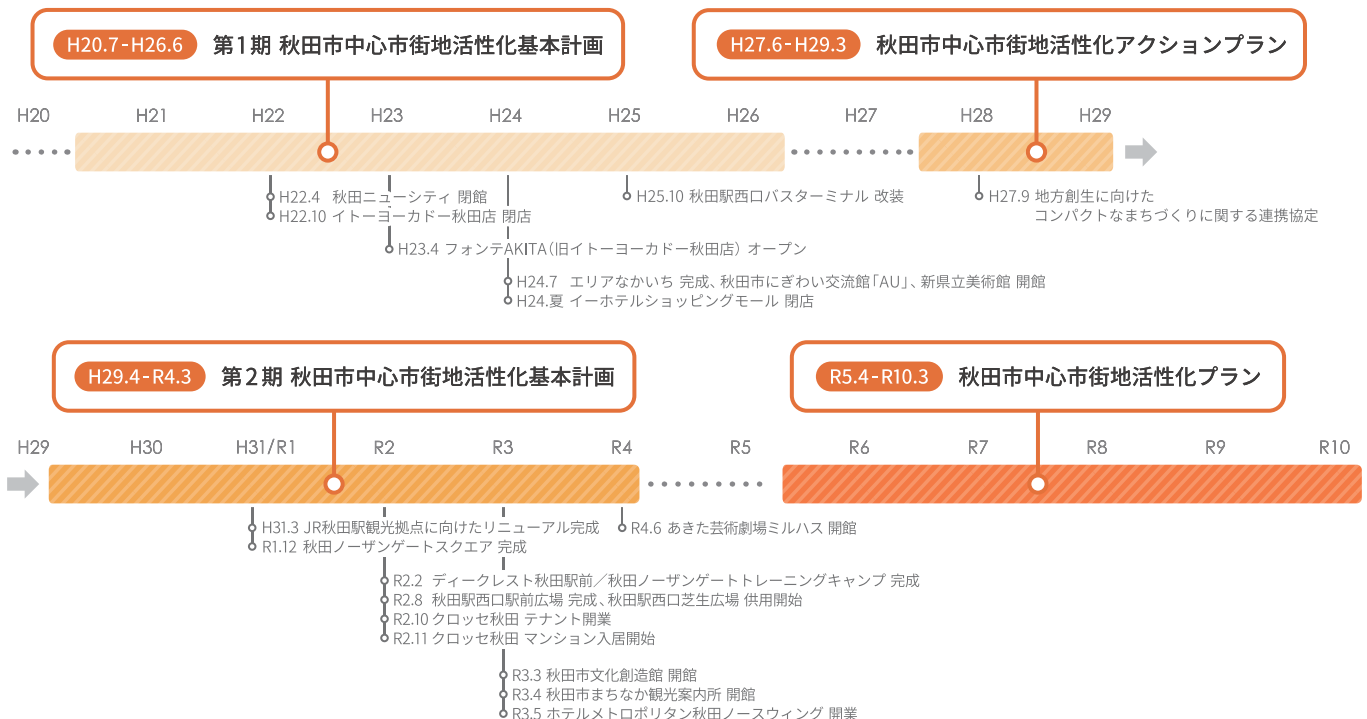 H20.7-H26.6 第1期 秋田市中心市街地活性化基本計画
H27.6-H29.3 秋田市中心市街地活性化アクションプラン
H20 H21 H22 H23 H24 H25 H26 H27 H28 H29
H22.4 秋田ニューシティ 閉館
H22.10 イトーヨーカドー秋田店 閉店
H25.10 秋田駅西口バスターミナル 改装
H27.9 地方創生に向けた
コンパクトなまちづくりに関する連携協定
H23.4 フォンテAKITA(旧イトーヨーカドー秋田店) オープン
H24.7 エリアなかいち 完成、秋田市にぎわい交流館「AU」、新県立美術館 開館
H24.夏 イーホテルショッピングモール 閉店
H29.4-R4.3 第2期 秋田市中心市街地活性化基本計画
R5.4-R10.3 秋田市中心市街地活性化プラン
H29 H30 H31/R1 R2 R3 R4 R5 R6 R7 R8 R9 R10
H31.3 JR秋田駅観光拠点に向けたリニューアル完成
R1.12 秋田ノーザンゲートスクエア 完成
R4.6 あきた芸術劇場ミルハス 開館
R2.2 ディークレスト秋田駅前/秋田ノーザンゲートトレーニングキャンプ 完成
R2.8 秋田駅西口駅前広場 完成、秋田駅西口芝生広場 供用開始
R2.10 クロッセ秋田 テナント開業
R2.11 クロッセ秋田 マンション入居開始
R3.3 秋田市文化創造館 開館
R3.4 秋田市まちなか観光案内所 開館
R3.5 ホテルメトロポリタン秋田ノースウィング 開業